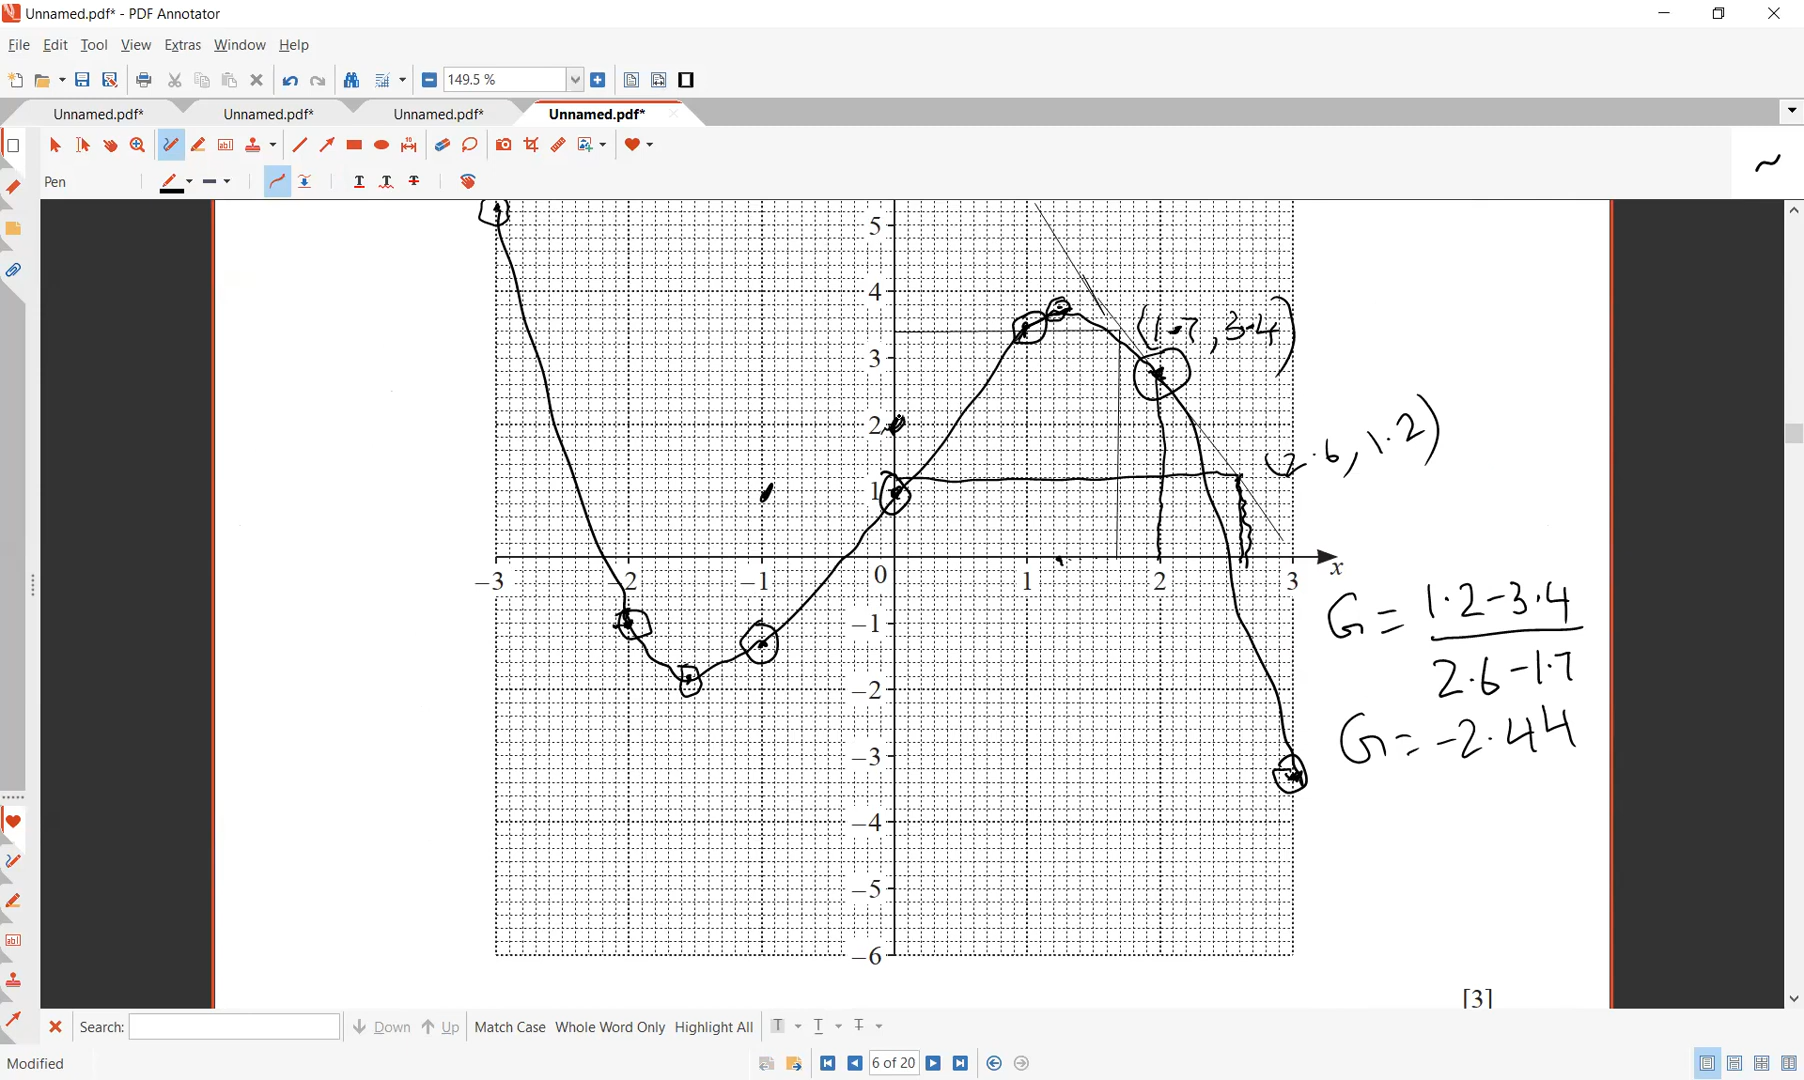 Unnamed.pdf* - PDF Annotator
File Edit Tool View Extras Window Help
149.5 %
Unnamed.pdf* Unnamed.pdf* Unnamed.pdf* Unnamed.pdf*
Pen
5
4
3
2
1
0
-1
-2
-3
-4
-5
-6
-3 -2 -1 1 2 3 x
(1.7, 3.4)
(2.6, 1.2)
G = 1.2-3.4
2.6-1.7
G = -2.44
[3]
Search: Down Up Match Case Whole Word Only Highlight All
6 of 20
Modified